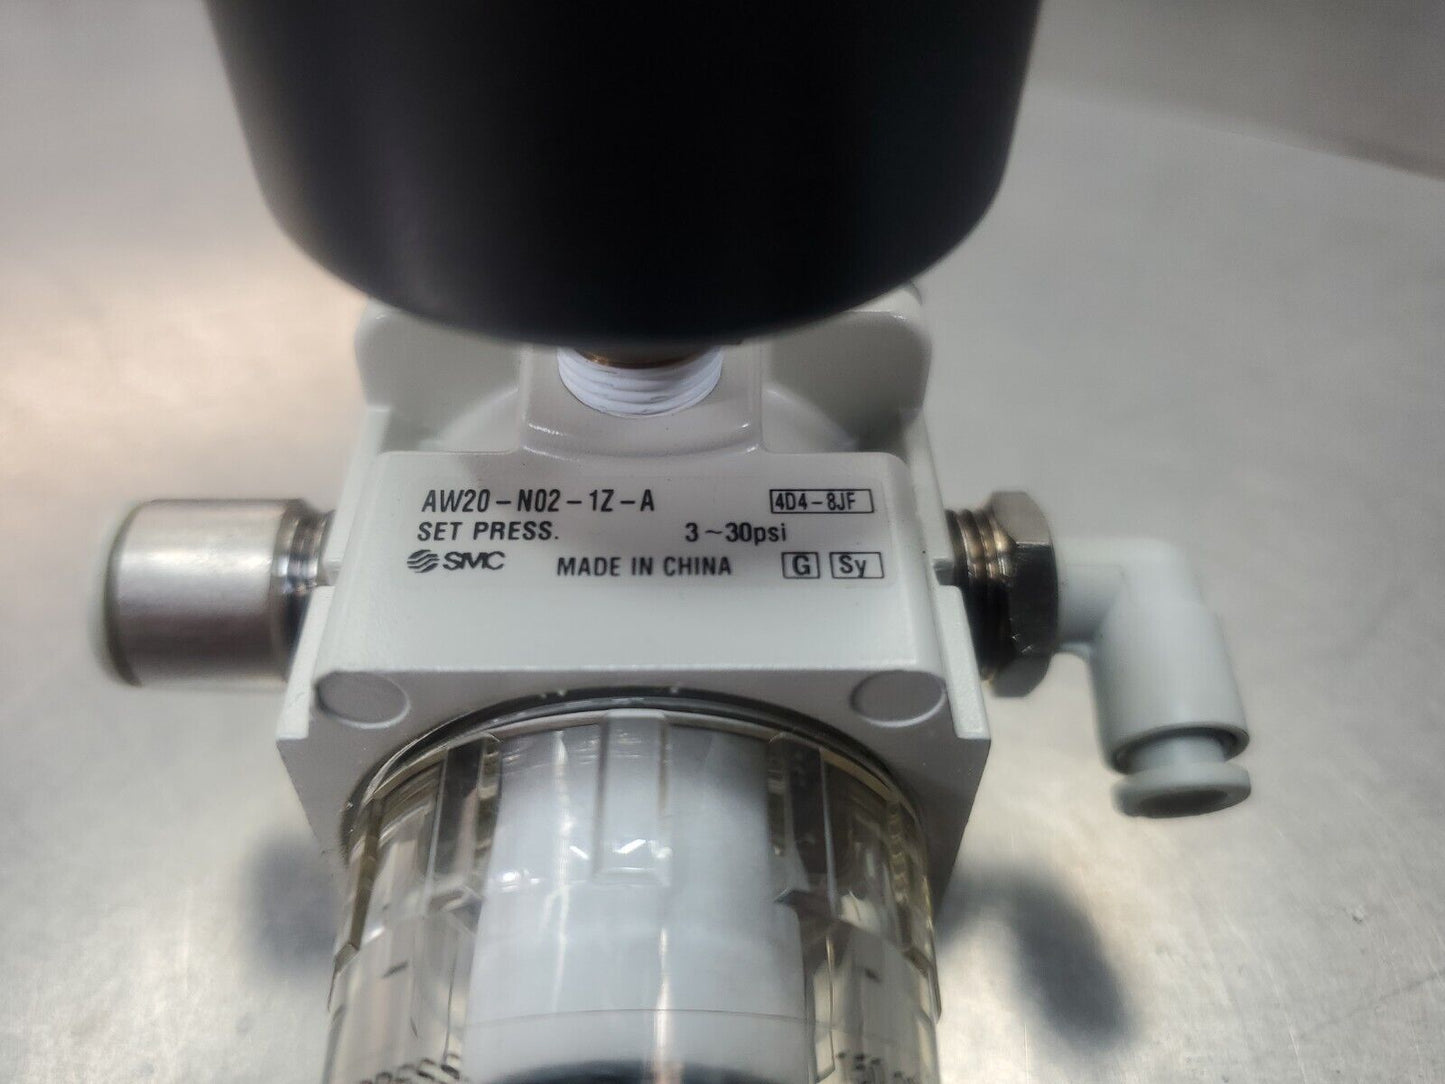 AW20-N02-1Z-A 4D4-8JF
SET PRESS. 3~30psi
SMC MADE IN CHINA G Sy